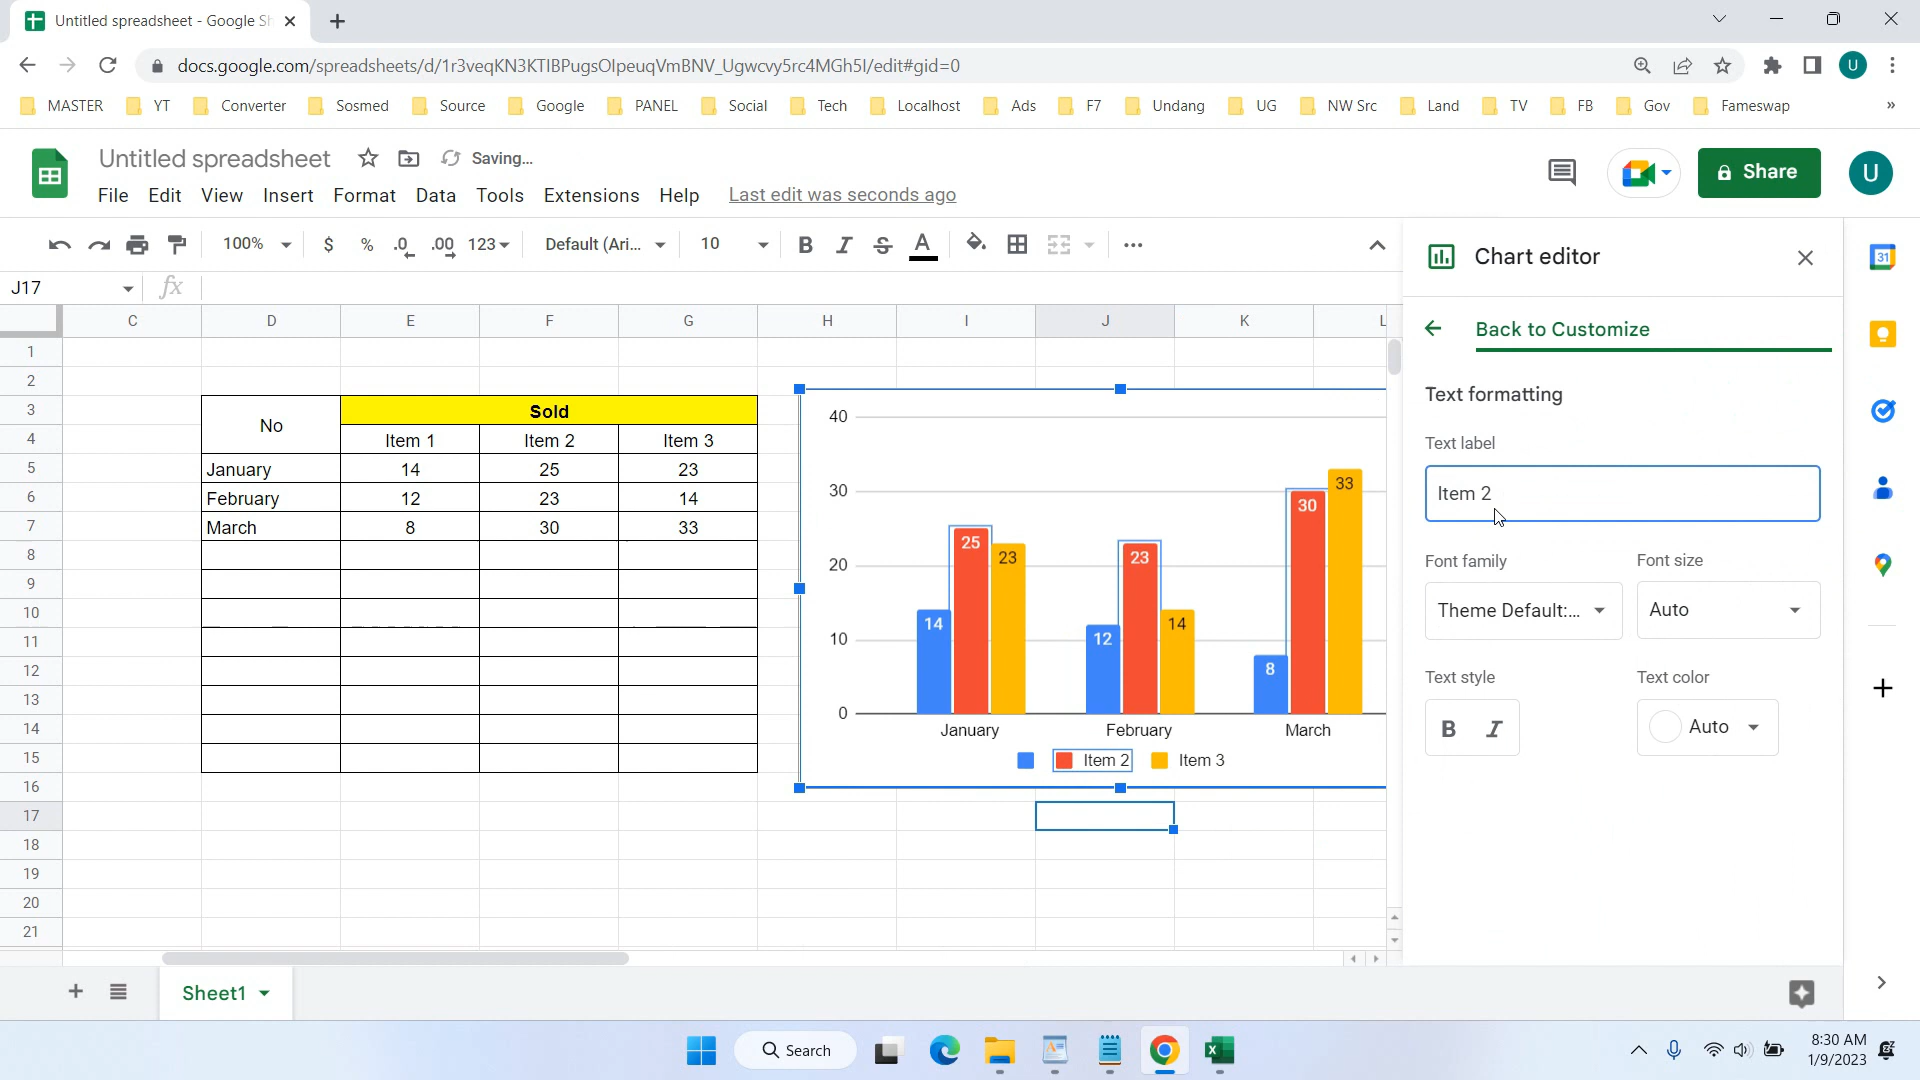 Untitled spreadsheet - Google Sh
docs.google.com/spreadsheets/d/1r3veqKN3KTIBPugsOIpeuqVmBNV_Ugwcvy5rc4MGh5I/edit#gid=0
U
MASTER YT Converter Sosmed Source Google PANEL Social Tech Localhost Ads F7 Undang UG NW Src Land TV FB Gov Fameswap »
Untitled spreadsheet Saving...
File Edit View Insert Format Data Tools Extensions Help Last edit was seconds ago
Share
U
100% $ % .0 .00 123 Default (Ari... 10 B I S A
J17 fx
C D E F G H I J K L
1
2
3
4
5
6
7
8
9
10
11
12
13
14
15
16
17
18
19
20
21
No Sold
Item 1 Item 2 Item 3
January 14 25 23
February 12 23 14
March 8 30 33
40
30
20
10
0
14 25 23
12 23 14
8 30 33
January February March
Item 2 Item 3
Chart editor
Back to Customize
Text formatting
Text label
Item 2
Font family Font size
Theme Default:... Auto
Text style Text color
B I Auto
31
Sheet1
Search
8:30 AM
1/9/2023